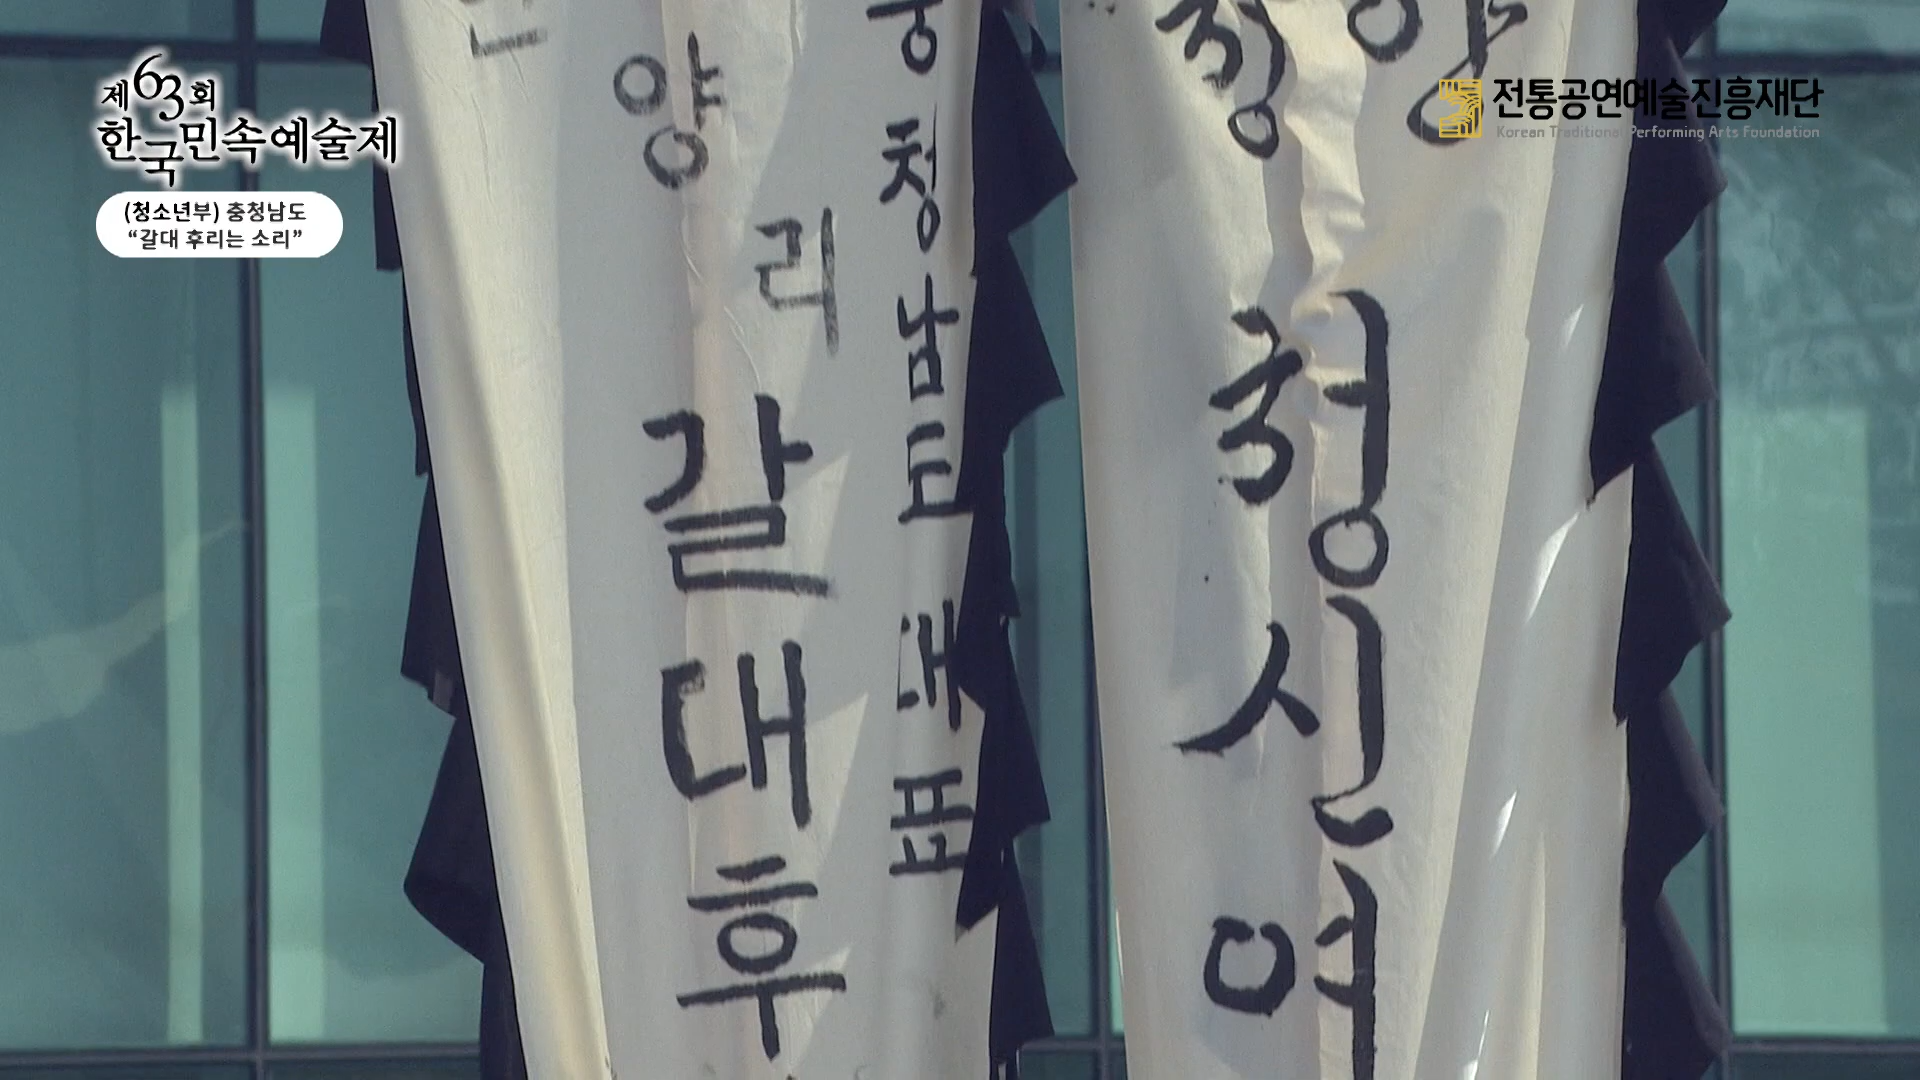 제63회
한국민속예술제
(청소년부) 충청남도
“갈대 후리는 소리”
전통공연예술진흥재단
Korean Traditional Performing Arts Foundation
충청남도 대표
양리
갈대후
청신여